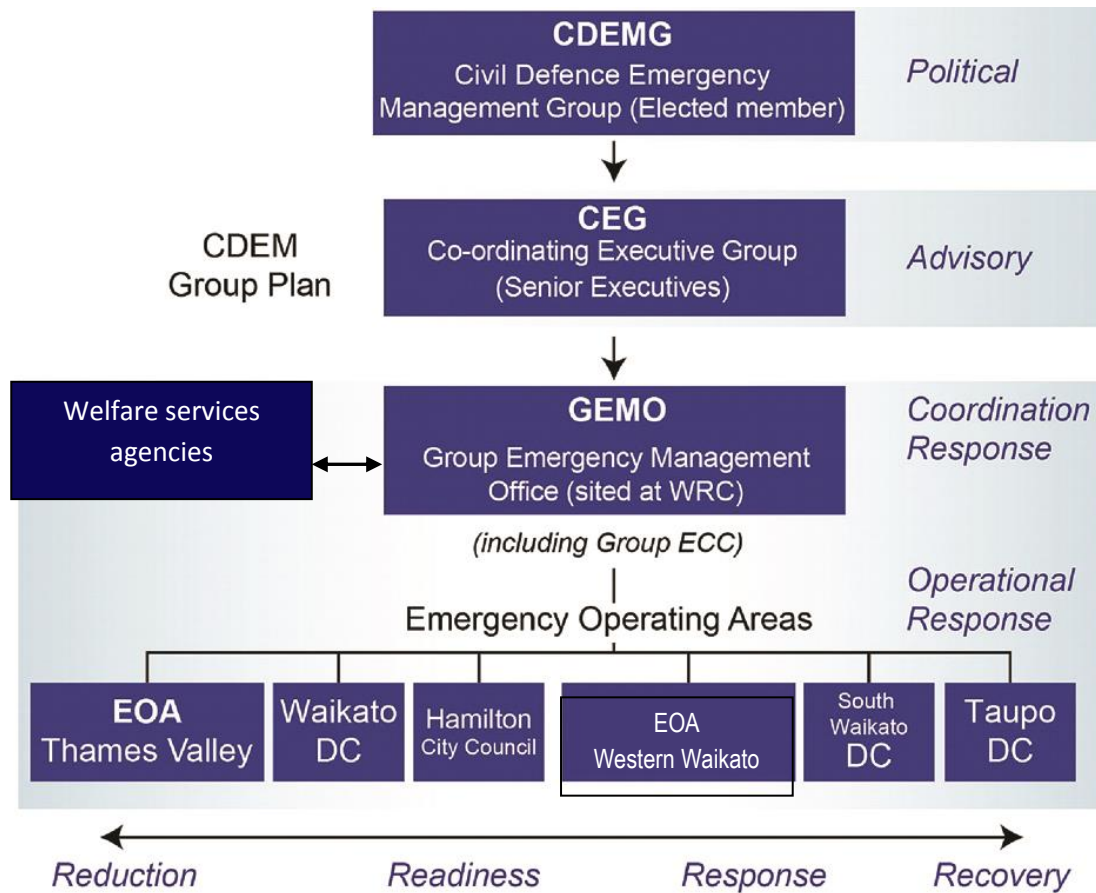 CDEMG
Civil Defence Emergency
Management Group (Elected member)
Political
CEG
Co-ordinating Executive Group
(Senior Executives)
Advisory
CDEM
Group Plan
Welfare services
agencies
GEMO
Group Emergency Management
Office (sited at WRC)
Coordination
Response
(including Group ECC)
Emergency Operating Areas
Operational
Response
EOA
Thames Valley
Waikato
DC
Hamilton
City Council
EOA
Western Waikato
South
Waikato
DC
Taupo
DC
Reduction
Readiness
Response
Recovery